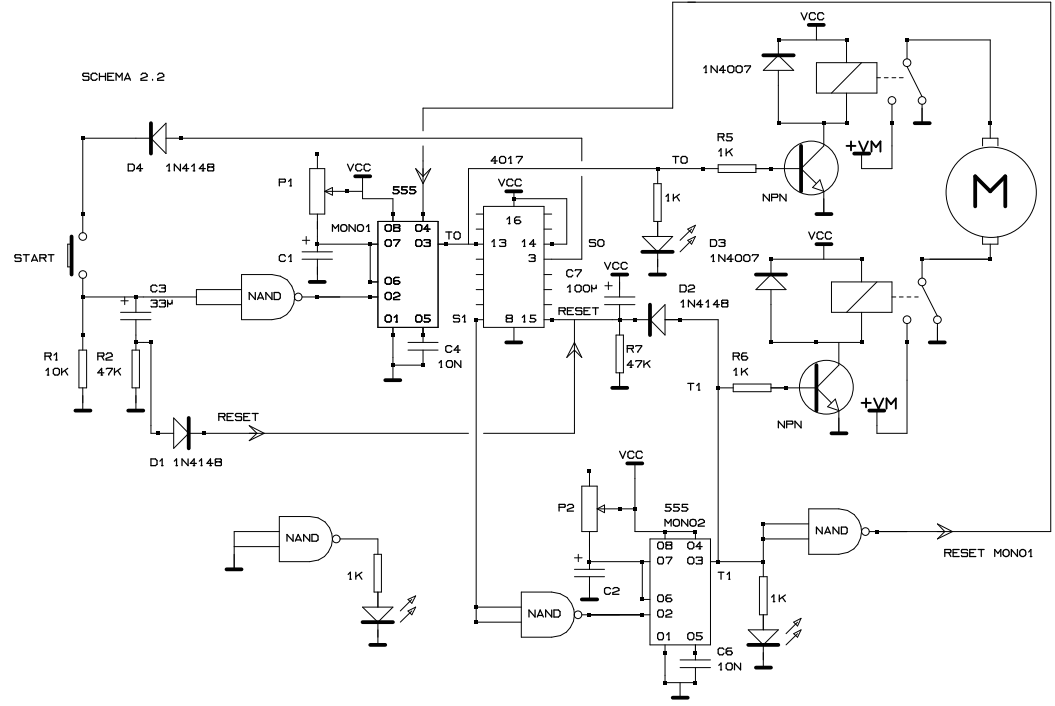 VCC
SCHEMA 2.2
1N4007
R5
1K
+VM
D4
1N4148
P1
VCC
555
4017
T0
NPN
M
VCC
1K
MONO1
08 04
07 03
06
02
01 05
T0
16
13 14
3
8 15
S0
D3
1N4007
VCC
START
C1
C7
100µ
VCC
C3
33µ
NAND
D2
1N4148
S1
RESET
R1
10K
R2
47K
C4
10N
R7
47K
R6
1K
T1
+VM
NPN
RESET
D1 1N4148
VCC
P2
555
MONO2
NAND
RESET MONO1
NAND
08 04
07 03
06
02
01 05
T1
1K
C2
1K
NAND
C6
10N